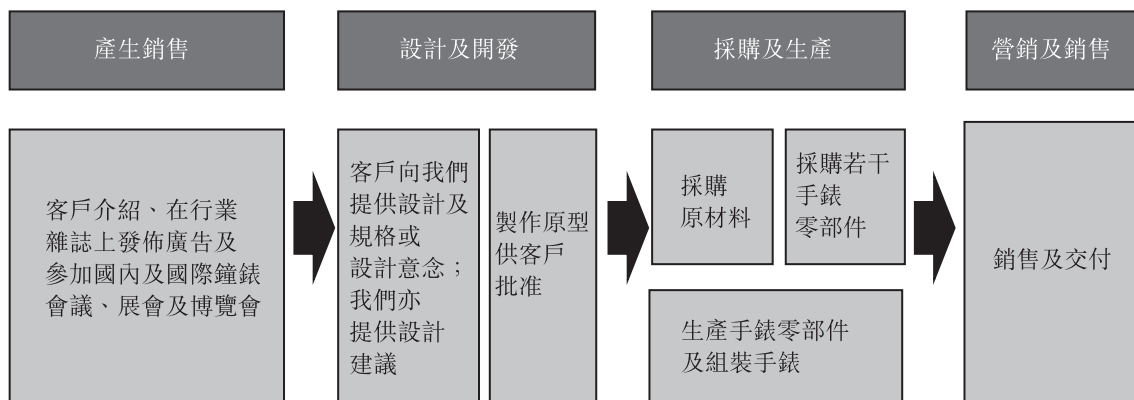 產生銷售
設計及開發
採購及生產
營銷及銷售
客戶介紹、在行業
雜誌上發佈廣告及
參加國內及國際鐘錶
會議、展會及博覽會
客戶向我們
提供設計及
規格或
設計意念；
我們亦
提供設計
建議
製作原型
供客戶
批准
採購
原材料
採購若干
手錶
零部件
生產手錶零部件
及組裝手錶
銷售及交付